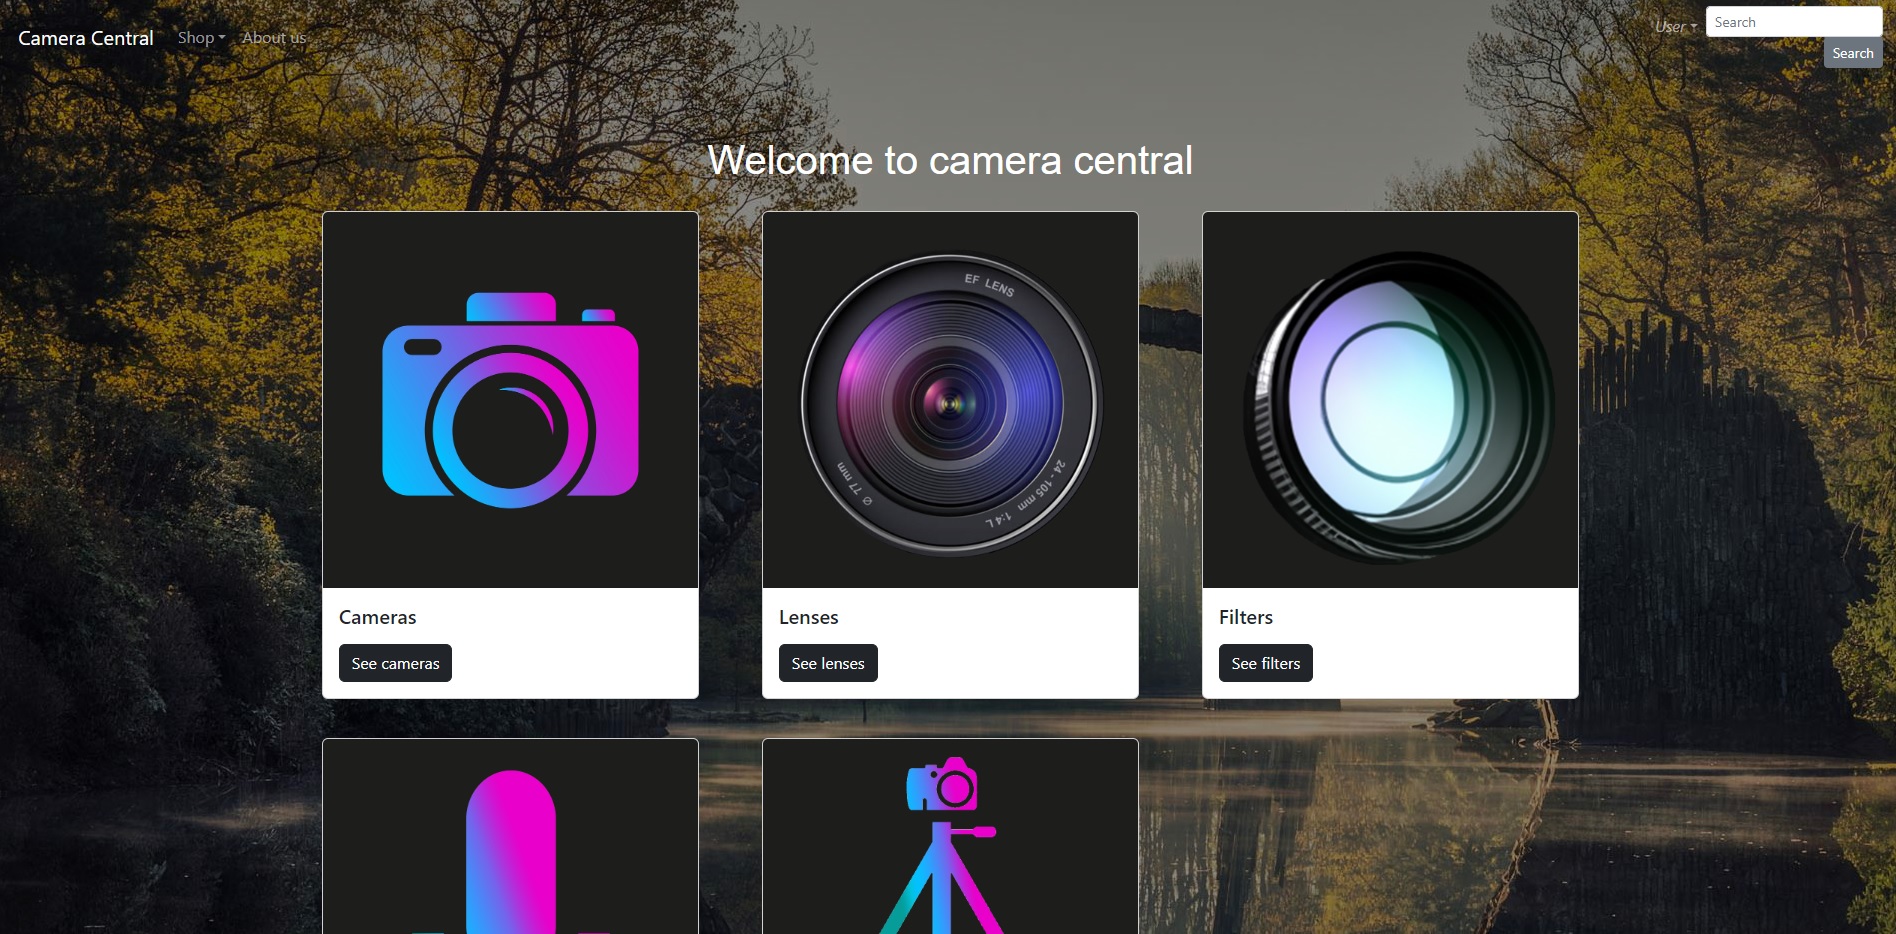 Camera Central Shop About us User Search
Search
Welcome to camera central
EF LENS
Ø 77 mm
24 - 105 mm 1:4 L
Cameras
See cameras
Lenses
See lenses
Filters
See filters